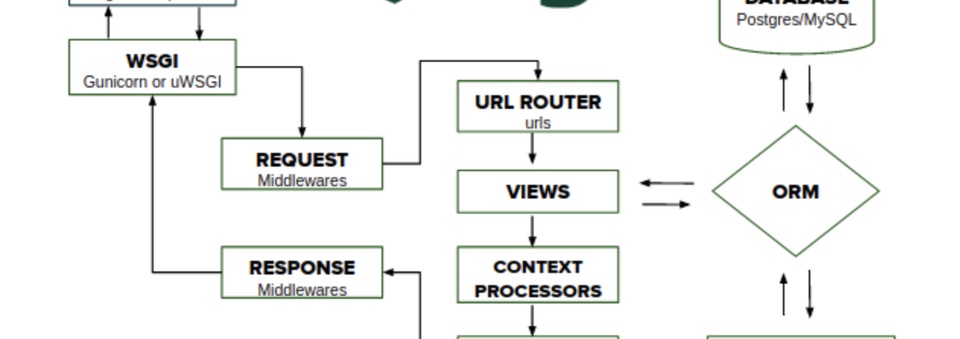 DATABASE
Postgres/MySQL
WSGI
Gunicorn or uWSGI
URL ROUTER
urls
REQUEST
Middlewares
VIEWS
ORM
RESPONSE
Middlewares
CONTEXT
PROCESSORS